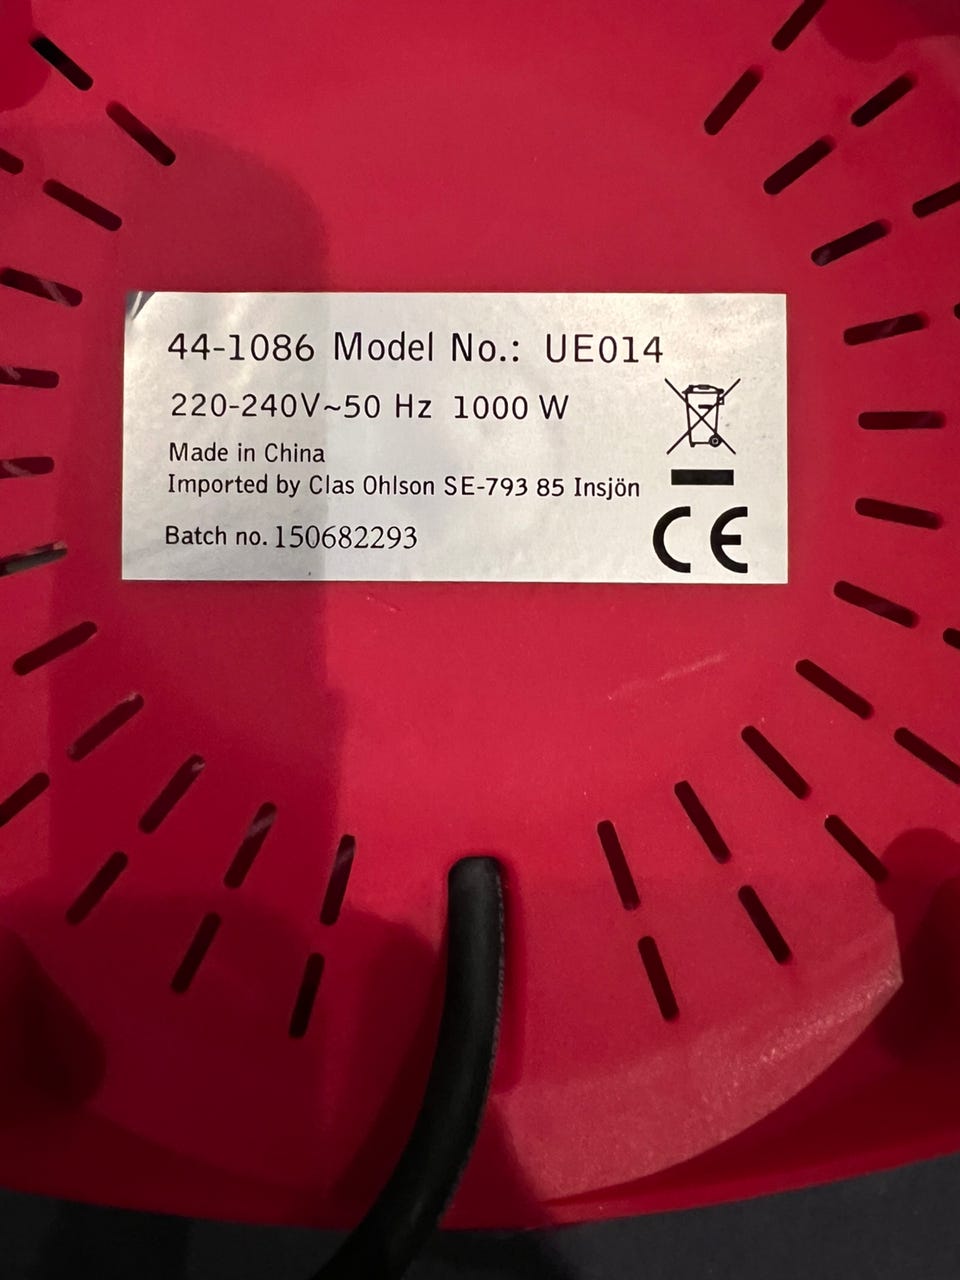 44-1086 Model No.: UE014
220-240V~50 Hz 1000 W
Made in China
Imported by Clas Ohlson SE-793 85 Insjön
Batch no. 150682293
CE